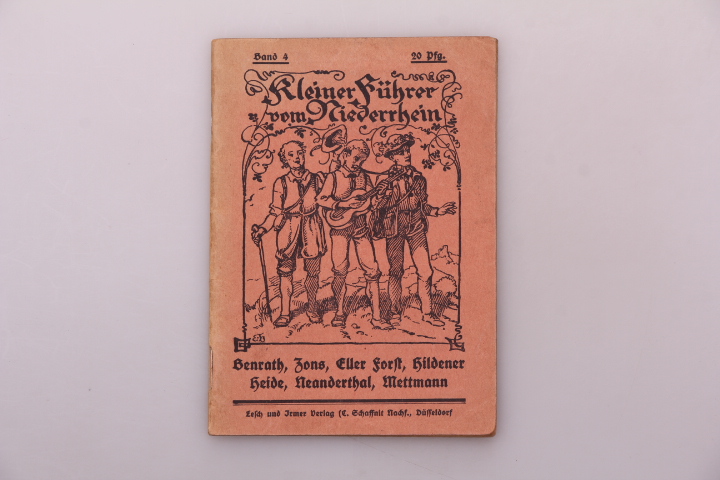 Band 4 20 Pfg.
Kleiner Führer
vom Niederrhein
Benrath, Zons, Eller Forst, Hildener
Heide, Neanderthal, Mettmann
Lesch und Irmer Verlag (C. Schaffnit Nachf., Düsseldorf